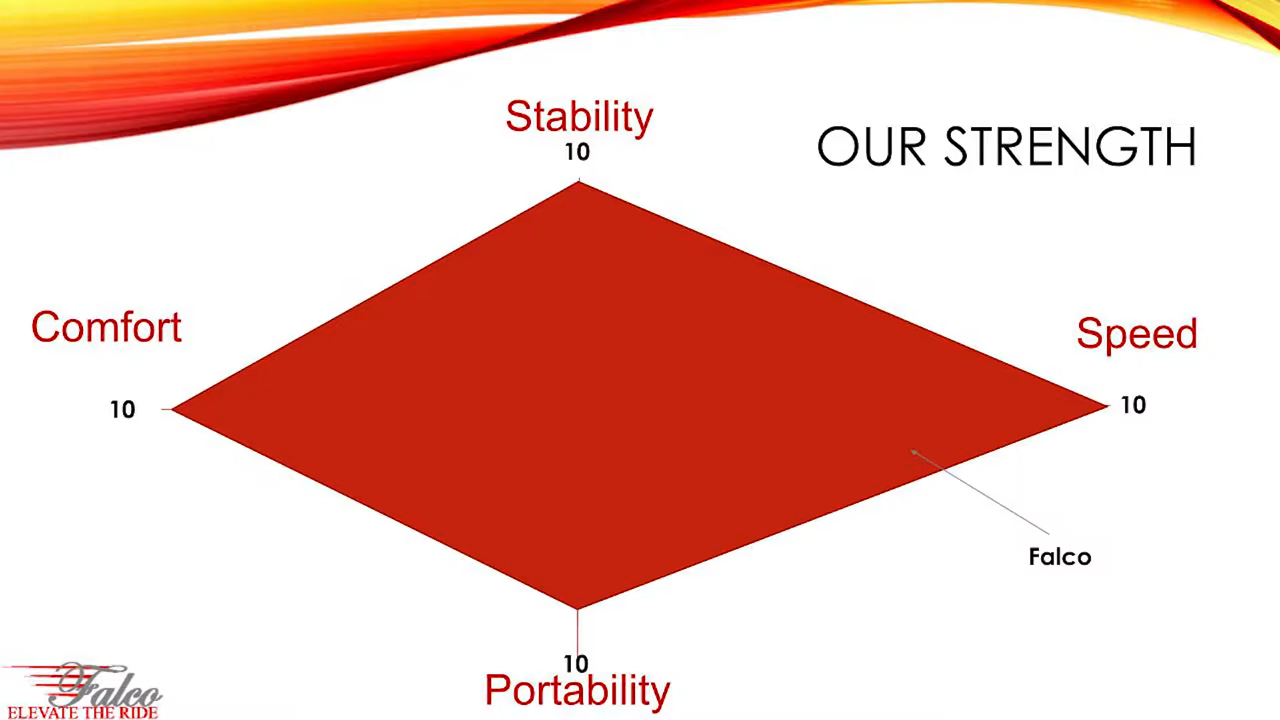 Stability
10
OUR STRENGTH
Comfort
10
Speed
10
Falco
10
Portability
Falco
ELEVATE THE RIDE